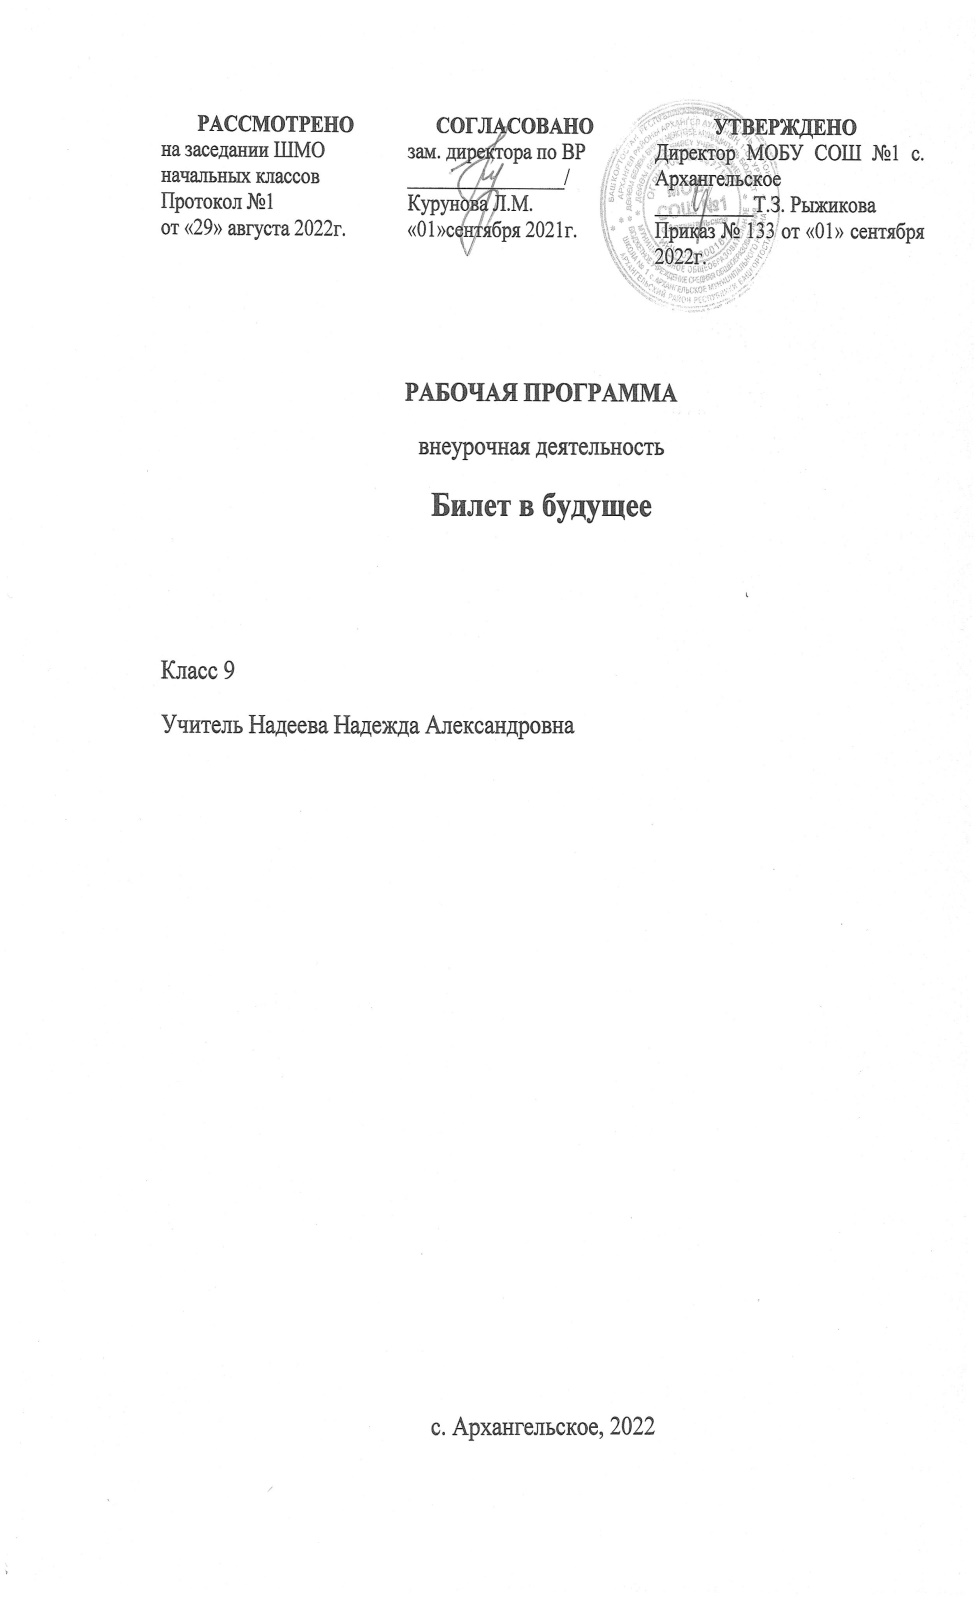 РАССМОТРЕНО
на заседании ШМО
начальных классов
Протокол №1
от «29» августа 2022г.
СОГЛАСОВАНО
зам. директора по ВР
________________/
Курунова Л.М.
«01»сентября 2021г.
УТВЕРЖДЕНО
Директор МОБУ СОШ №1 с.
Архангельское
__________Т.З. Рыжикова
Приказ № 133 от «01» сентября
2022г.
РАБОЧАЯ ПРОГРАММА
внеурочная деятельность
Билет в будущее
Класс 9
Учитель Надеева Надежда Александровна
с. Архангельское, 2022